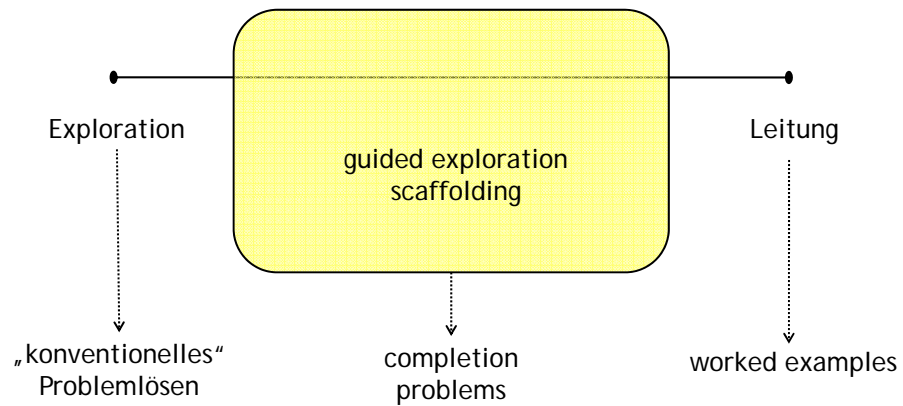 Exploration
Leitung
guided exploration
scaffolding
„konventionelles“
Problemlösen
completion
problems
worked examples